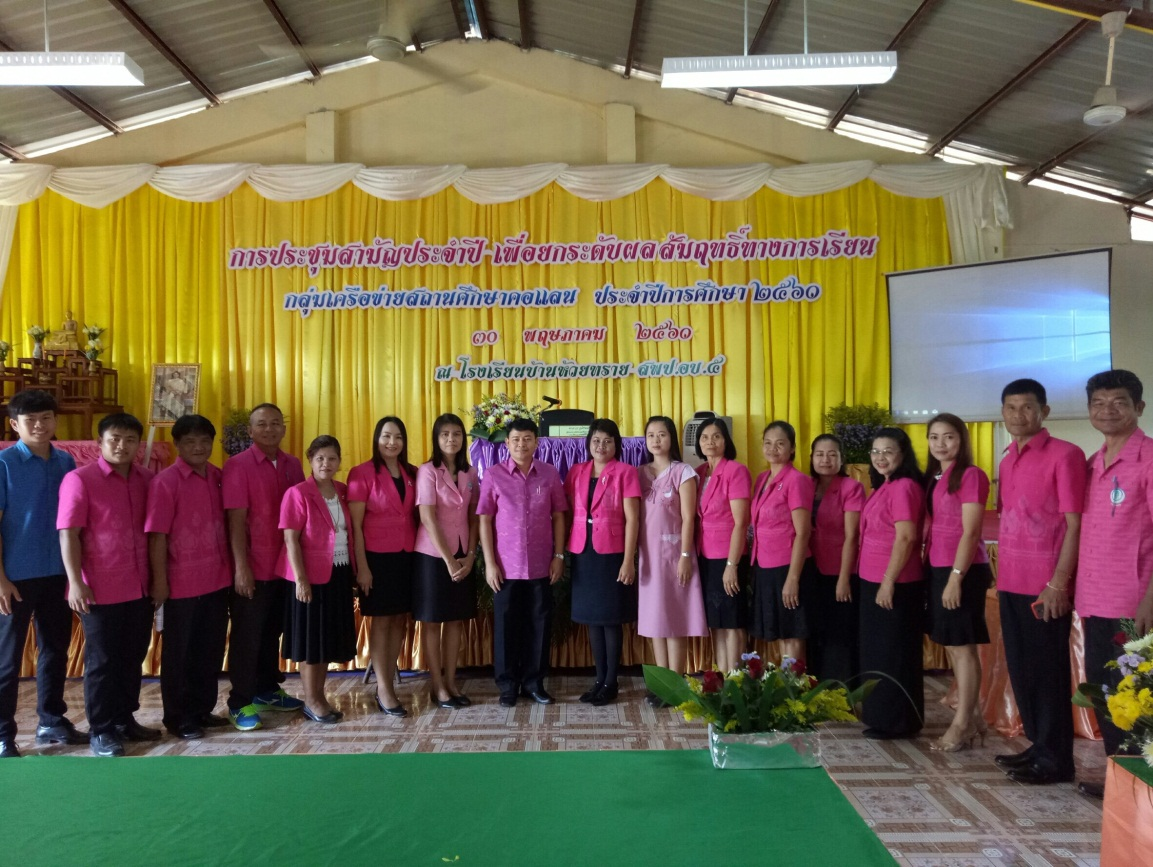 การประชุมสามัญประจำปี เพื่อยกระดับผลสัมฤทธิ์ทางการเรียน
กลุ่มเครือข่ายสถานศึกษาคอแลน ประจำปีการศึกษา ๒๕๖๐
๓๐ พฤษภาคม ๒๕๖๐
ณ โรงเรียนบ้านห้วยทราย สพป.อบ.๕